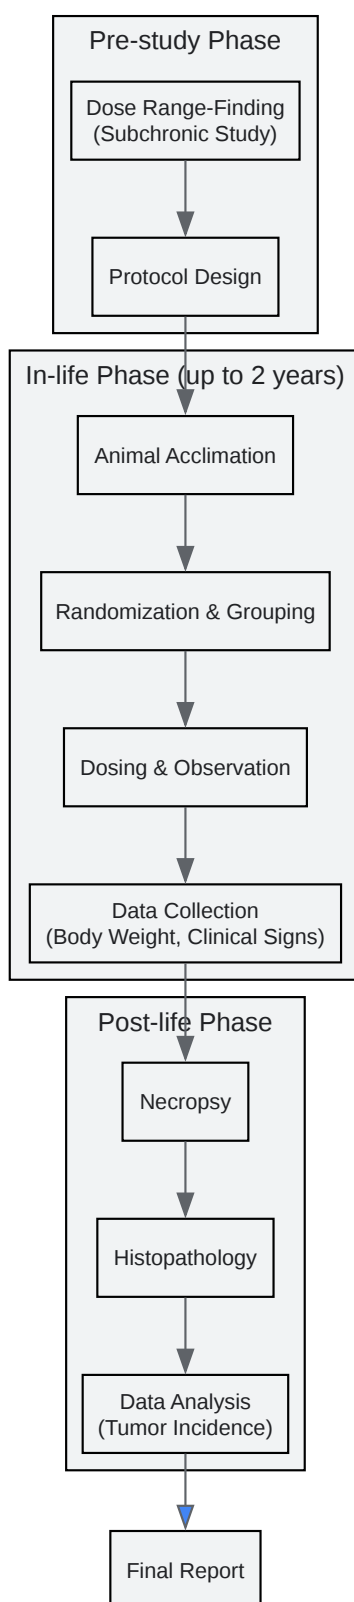 Pre-study Phase
Dose Range-Finding
(Subchronic Study)
Protocol Design
In-life Phase (up to 2 years)
Animal Acclimation
Randomization & Grouping
Dosing & Observation
Data Collection
(Body Weight, Clinical Signs)
Post-life Phase
Necropsy
Histopathology
Data Analysis
(Tumor Incidence)
Final Report